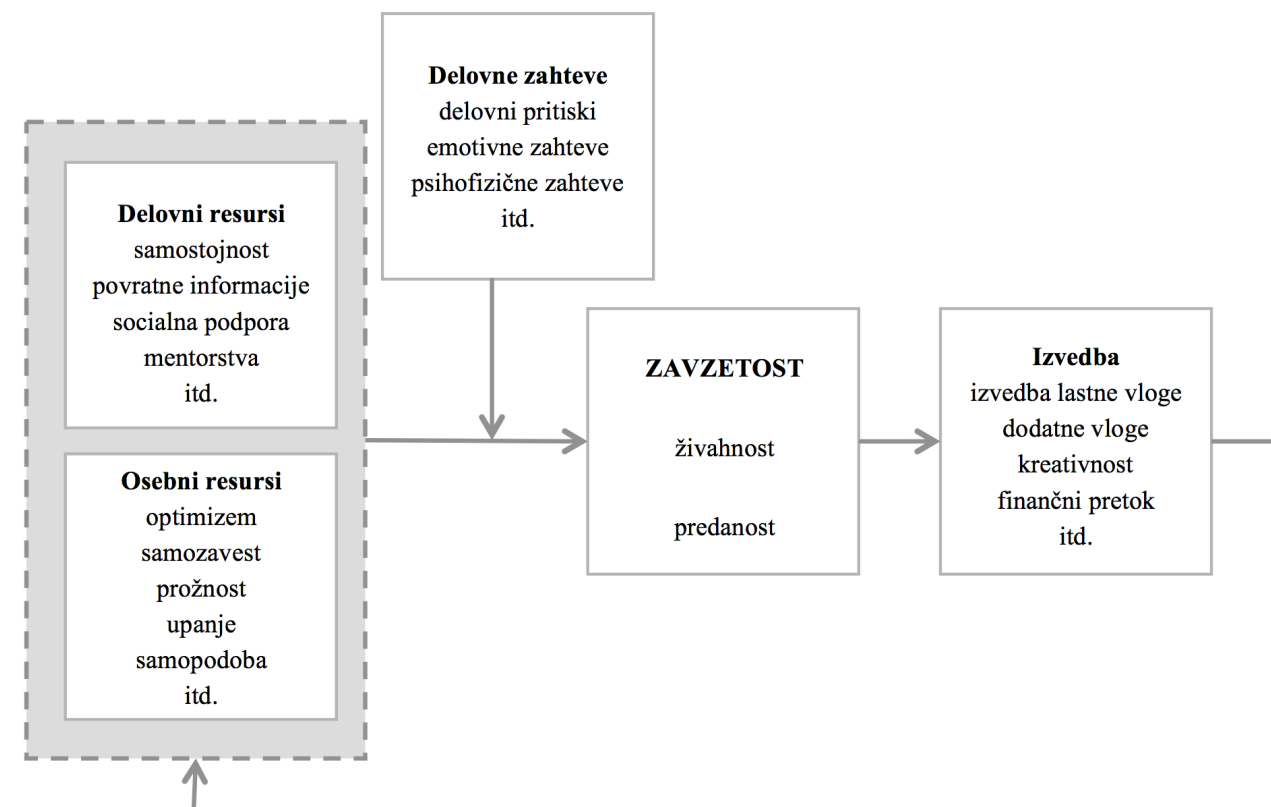 Delovne zahteve
delovni pritiski
emotivne zahteve
psihofizične zahteve
itd.
Delovni resursi
samostojnost
povratne informacije
socialna podpora
mentorstva
itd.
Osebni resursi
optimizem
samozavest
prožnost
upanje
samopodoba
itd.
ZAVZETOST
živahnost
predanost
Izvedba
izvedba lastne vloge
dodatne vloge
kreativnost
finančni pretok
itd.